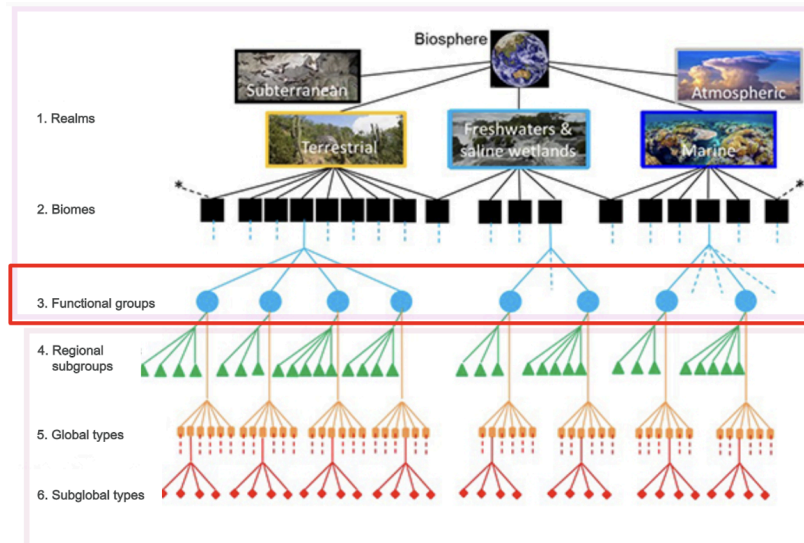 Biosphere
Subterranean
Atmospheric
1. Realms
Terrestrial
Freshwaters &
saline wetlands
Marine
*
*
2. Biomes
3. Functional groups
4. Regional
subgroups
5. Global types
6. Subglobal types